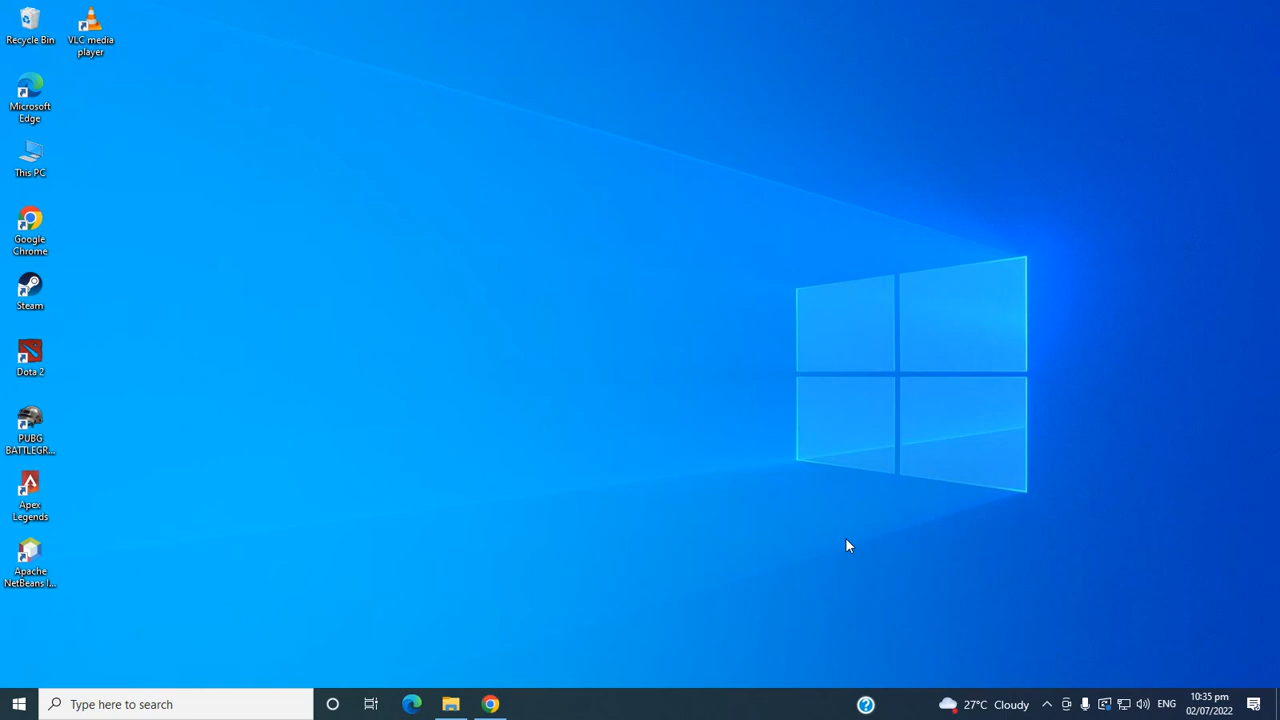 Recycle Bin
VLC media
player
Microsoft
Edge
This PC
Google
Chrome
Steam
Dota 2
PUBG
BATTLEGR...
Apex
Legends
Apache
NetBeans I...
Type here to search
27°C Cloudy
ENG
10:35 pm
02/07/2022